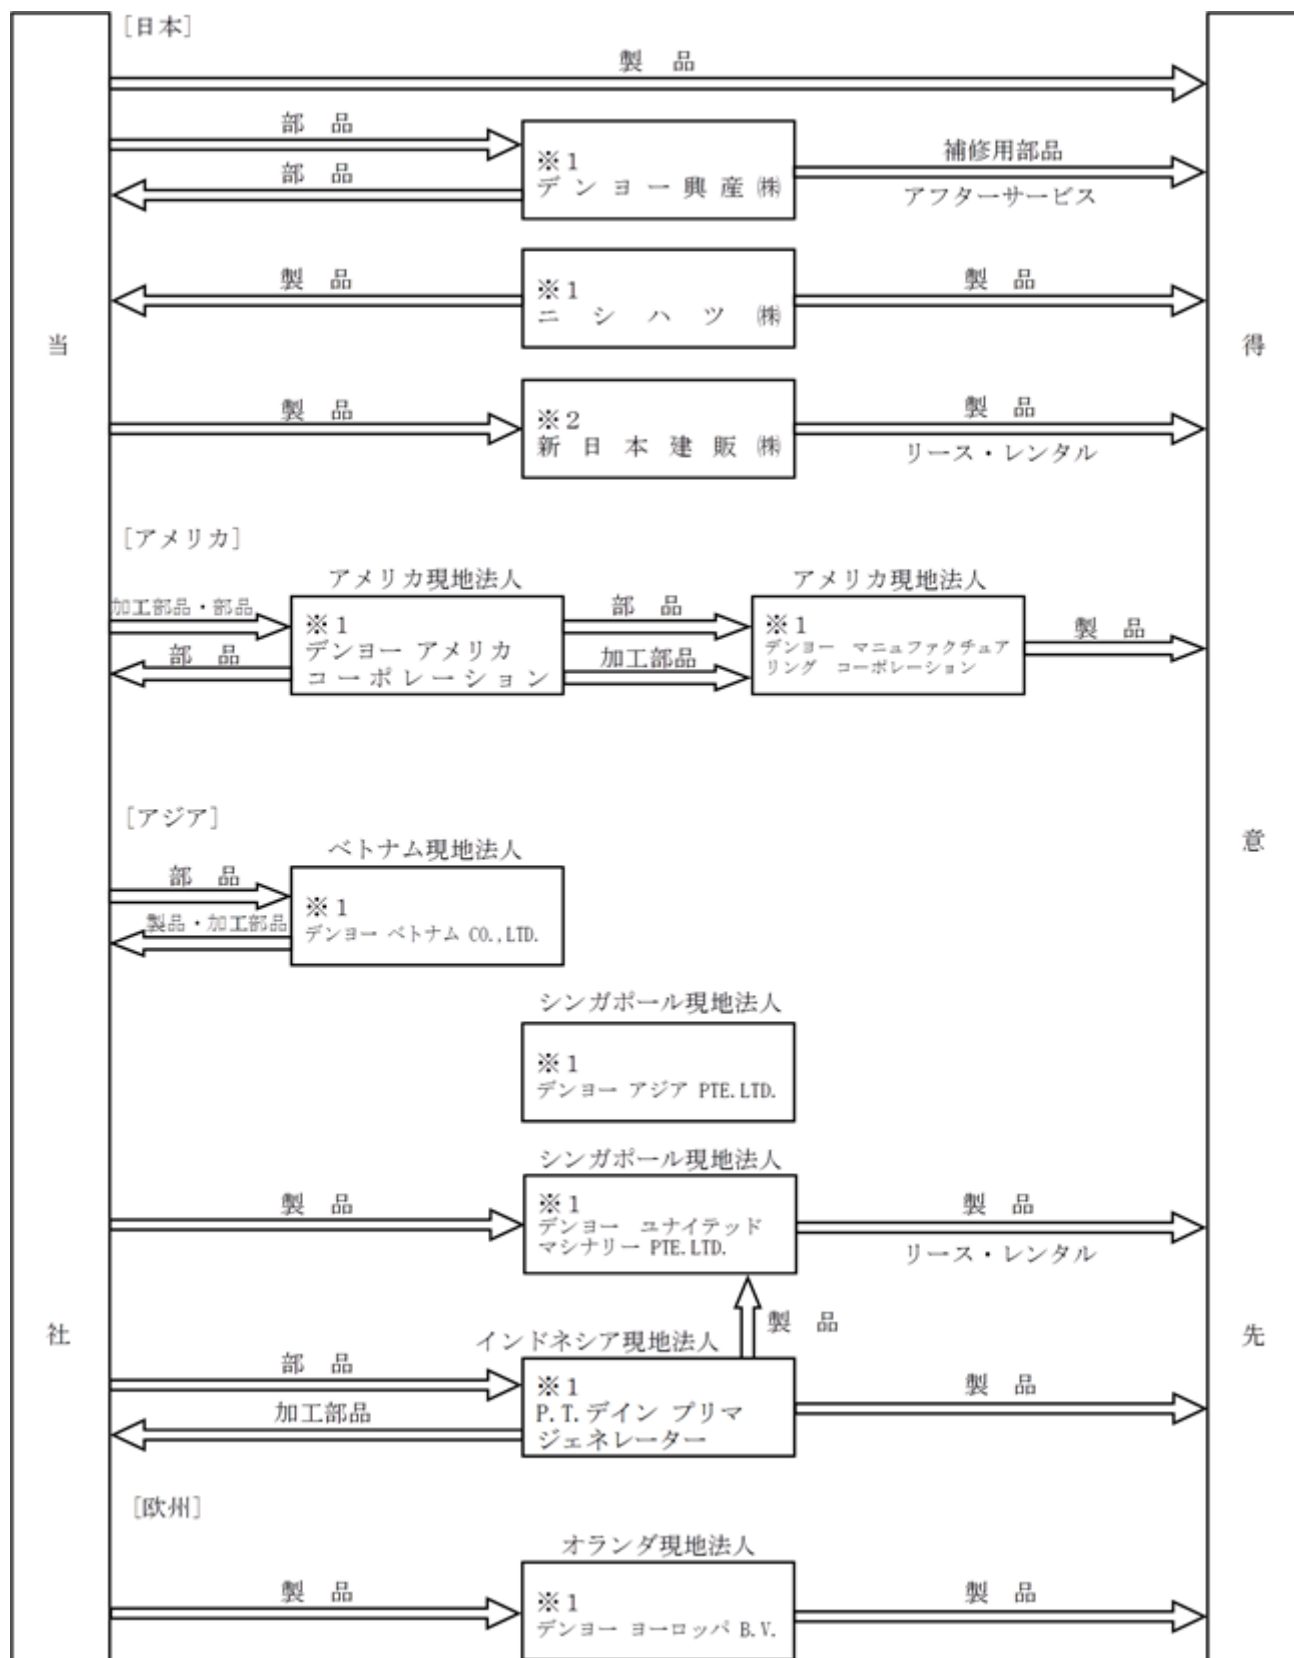 [日本]
製 品
部 品
部 品
※1
デンヨー興産㈱
補修用部品
アフターサービス
製 品
※1
ニシハツ㈱
製 品
当
得
製 品
※2
新日本建販㈱
製 品
リース・レンタル
[アメリカ]
アメリカ現地法人
アメリカ現地法人
加工部品・部品
部 品
※1
デンヨー アメリカ
コーポレーション
部 品
加工部品
※1
デンヨー マニュファクチュア
リング コーポレーション
製 品
[アジア]
意
ベトナム現地法人
部 品
製品・加工部品
※1
デンヨー ベトナム CO.,LTD.
シンガポール現地法人
※1
デンヨー アジア PTE.LTD.
シンガポール現地法人
製 品
※1
デンヨー ユナイテッド
マシナリー PTE.LTD.
製 品
リース・レンタル
製 品
社
先
インドネシア現地法人
部 品
加工部品
※1
P.T.デイン プリマ
ジェネレーター
製 品
[欧州]
オランダ現地法人
製 品
※1
デンヨー ヨーロッパ B.V.
製 品